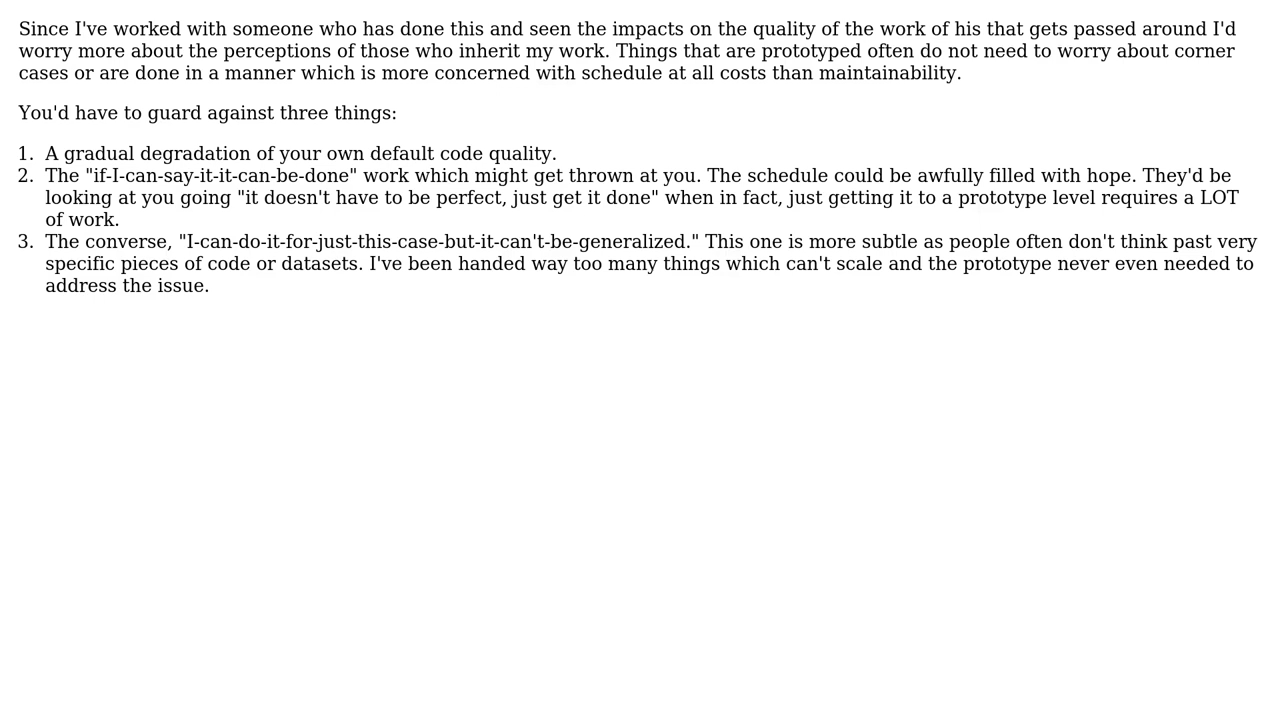 Since I've worked with someone who has done this and seen the impacts on the quality of the work of his that gets passed around I'd
worry more about the perceptions of those who inherit my work. Things that are prototyped often do not need to worry about corner
cases or are done in a manner which is more concerned with schedule at all costs than maintainability.
You'd have to guard against three things:
1. A gradual degradation of your own default code quality.
2. The "if-I-can-say-it-it-can-be-done" work which might get thrown at you. The schedule could be awfully filled with hope. They'd be
looking at you going "it doesn't have to be perfect, just get it done" when in fact, just getting it to a prototype level requires a LOT
of work.
3. The converse, "I-can-do-it-for-just-this-case-but-it-can't-be-generalized." This one is more subtle as people often don't think past very
specific pieces of code or datasets. I've been handed way too many things which can't scale and the prototype never even needed to
address the issue.